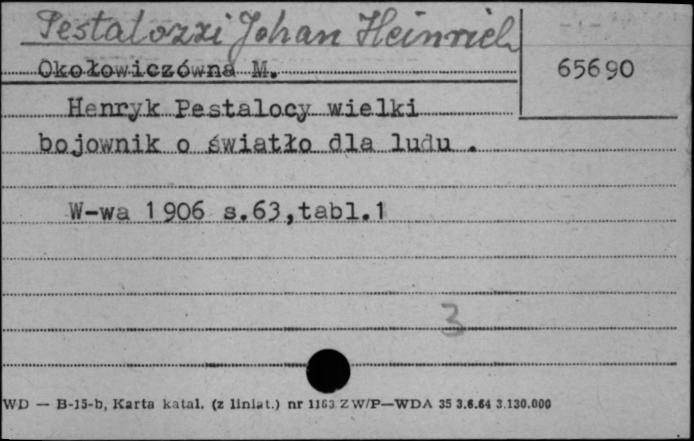 Pestalozzi Johan Heinrich
Okołowiczówna M.
65690
Henryk Pestalocy wielki
bojownik o światło dla ludu .
W-wa 1906 s.63,tabl.1
3
WD — B-15-b, Karta katal. (z liniat.) nr 1163 ZW/P—WDA 35 3.6.64 3.130.000